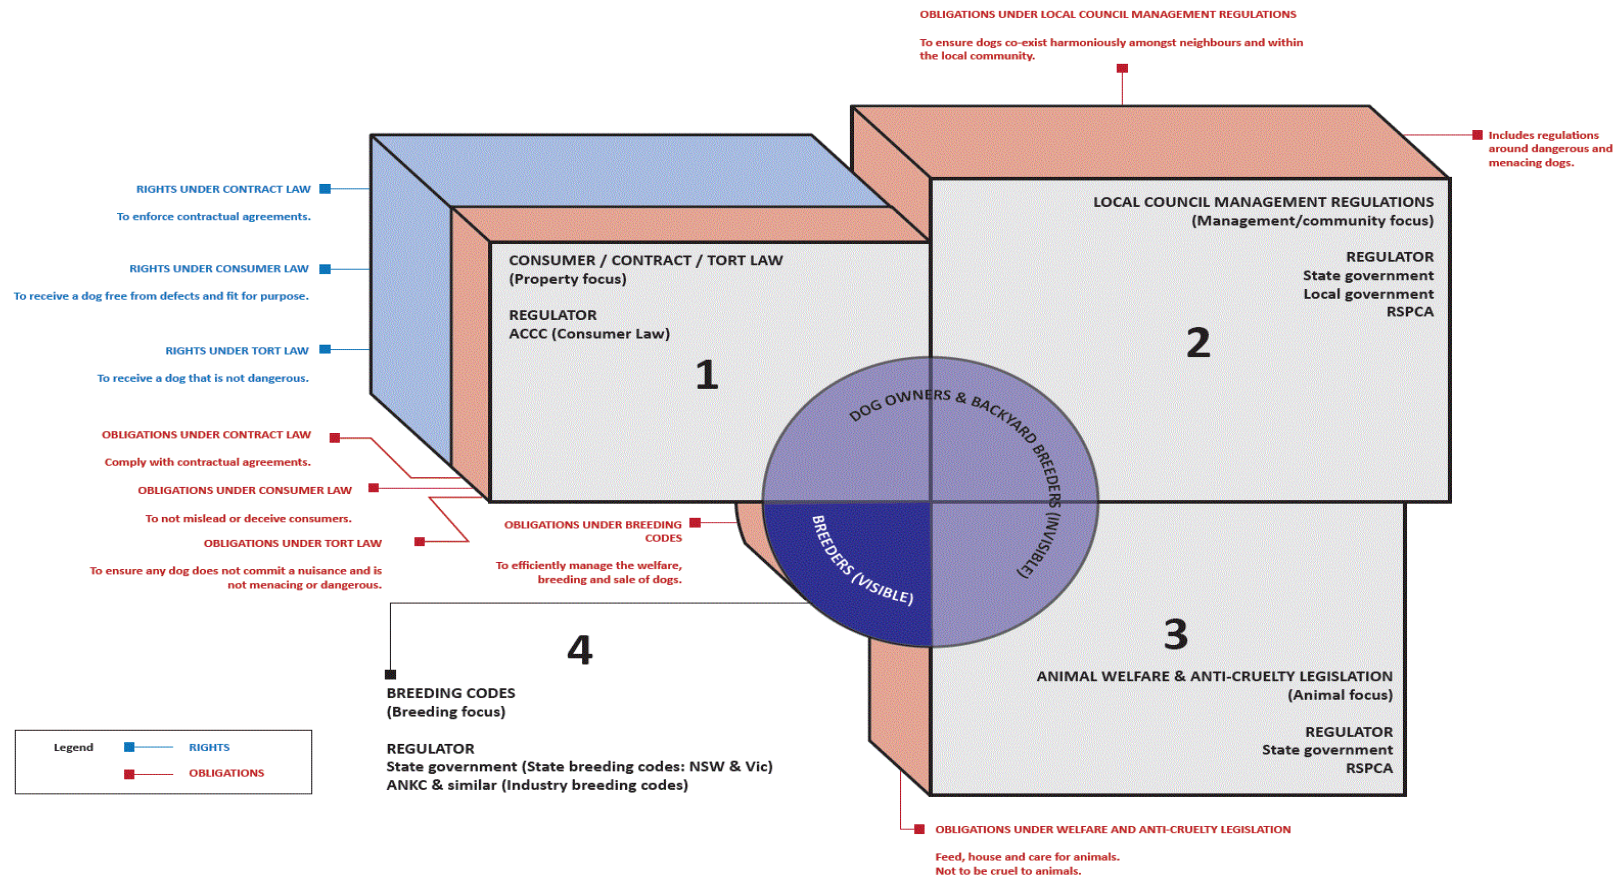 OBLIGATIONS UNDER LOCAL COUNCIL MANAGEMENT REGULATIONS
To ensure dogs co-exist harmoniously amongst neighbours and within
the local community.
Includes regulations
around dangerous and
menacing dogs.
RIGHTS UNDER CONTRACT LAW
To enforce contractual agreements.
RIGHTS UNDER CONSUMER LAW
To receive a dog free from defects and fit for purpose.
RIGHTS UNDER TORT LAW
To receive a dog that is not dangerous.
OBLIGATIONS UNDER CONTRACT LAW
Comply with contractual agreements.
OBLIGATIONS UNDER CONSUMER LAW
To not mislead or deceive consumers.
OBLIGATIONS UNDER TORT LAW
To ensure any dog does not commit a nuisance and is
not menacing or dangerous.
CONSUMER / CONTRACT / TORT LAW
(Property focus)
REGULATOR
ACCC (Consumer Law)
1
LOCAL COUNCIL MANAGEMENT REGULATIONS
(Management/community focus)
REGULATOR
State government
Local government
RSPCA
2
DOG OWNERS & BACKYARD BREEDERS (INVISIBLE)
BREEDERS (VISIBLE)
OBLIGATIONS UNDER BREEDING
CODES
To efficiently manage the welfare,
breeding and sale of dogs.
3
ANIMAL WELFARE & ANTI-CRUELTY LEGISLATION
(Animal focus)
REGULATOR
State government
RSPCA
4
BREEDING CODES
(Breeding focus)
REGULATOR
State government (State breeding codes: NSW & Vic)
ANKC & similar (Industry breeding codes)
Legend
RIGHTS
OBLIGATIONS
OBLIGATIONS UNDER WELFARE AND ANTI-CRUELTY LEGISLATION
Feed, house and care for animals.
Not to be cruel to animals.